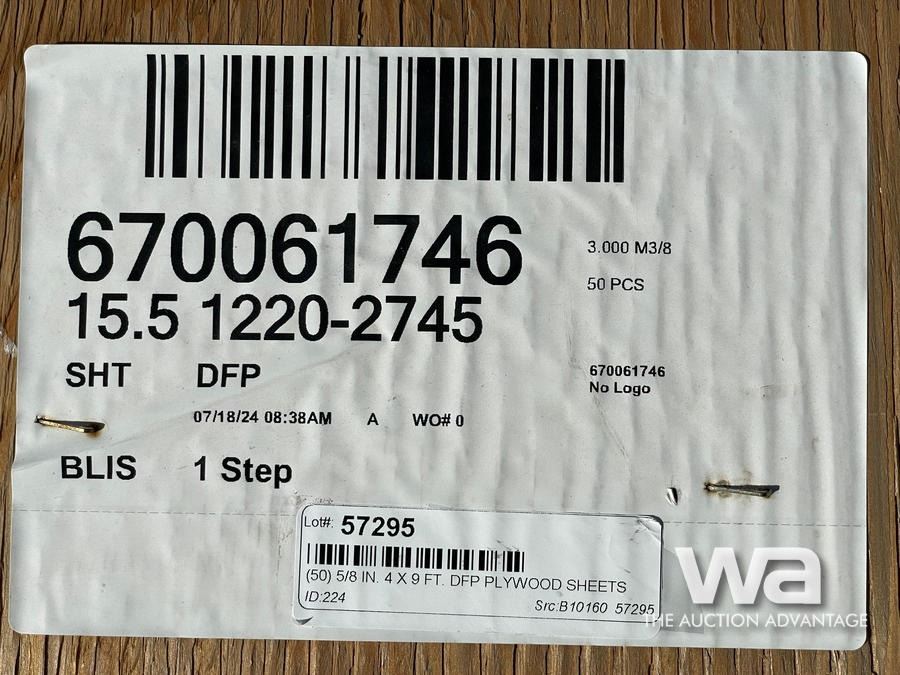 670061746
15.5 1220-2745
3.000 M3/8
50 PCS
SHT DFP
670061746
No Logo
07/18/24 08:38AM A WO# 0
BLIS 1 Step
Lot#: 57295
(50) 5/8 IN. 4 X 9 FT. DFP PLYWOOD SHEETS
ID:224 Src:B10160 57295
wa
THE AUCTION ADVANTAGE